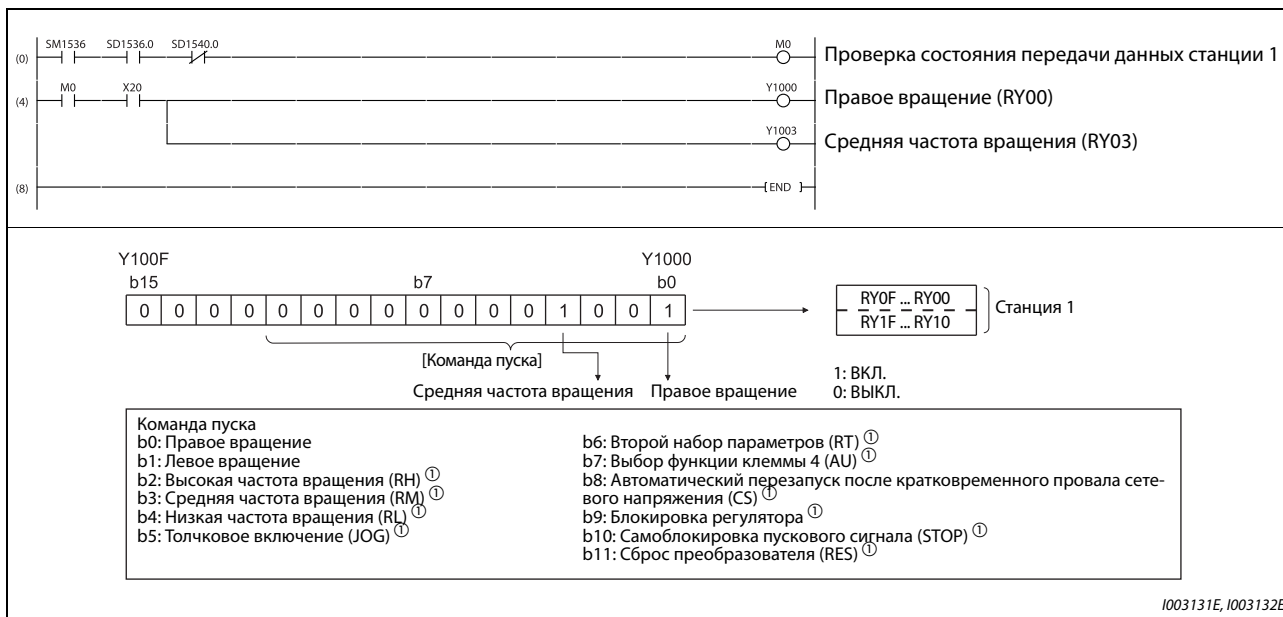 SM1536 SD1536.0 SD1540.0 M0
(0) Проверка состояния передачи данных станции 1
M0 X20 Y1000
(4) Правое вращение (RY00)
Y1003
Средняя частота вращения (RY03)
(8) END
Y100F Y1000
b15 b7 b0
0 0 0 0 0 0 0 0 0 0 0 0 1 0 0 1
RY0F ... RY00
RY1F ... RY10
Станция 1
[Команда пуска]
Средняя частота вращения Правое вращение
1: ВКЛ.
0: ВЫКЛ.
Команда пуска
b0: Правое вращение
b1: Левое вращение
b2: Высокая частота вращения (RH) ①
b3: Средняя частота вращения (RM) ①
b4: Низкая частота вращения (RL) ①
b5: Толчковое включение (JOG) ①
b6: Второй набор параметров (RT) ①
b7: Выбор функции клеммы 4 (AU) ①
b8: Автоматический перезапуск после кратковременного провала сете-
вого напряжения (CS) ①
b9: Блокировка регулятора ①
b10: Самоблокировка пускового сигнала (STOP) ①
b11: Сброс преобразователя (RES) ①
I003131E, I003132E